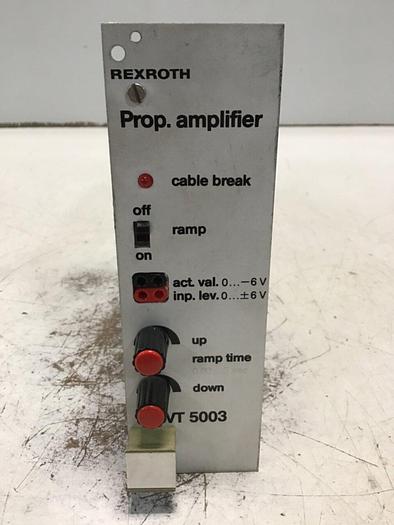 REXROTH
Prop. amplifier
cable break
off
ramp
on
act. val. 0...−6 V
inp. lev. 0...±6 V
up
ramp time
down
VT 5003